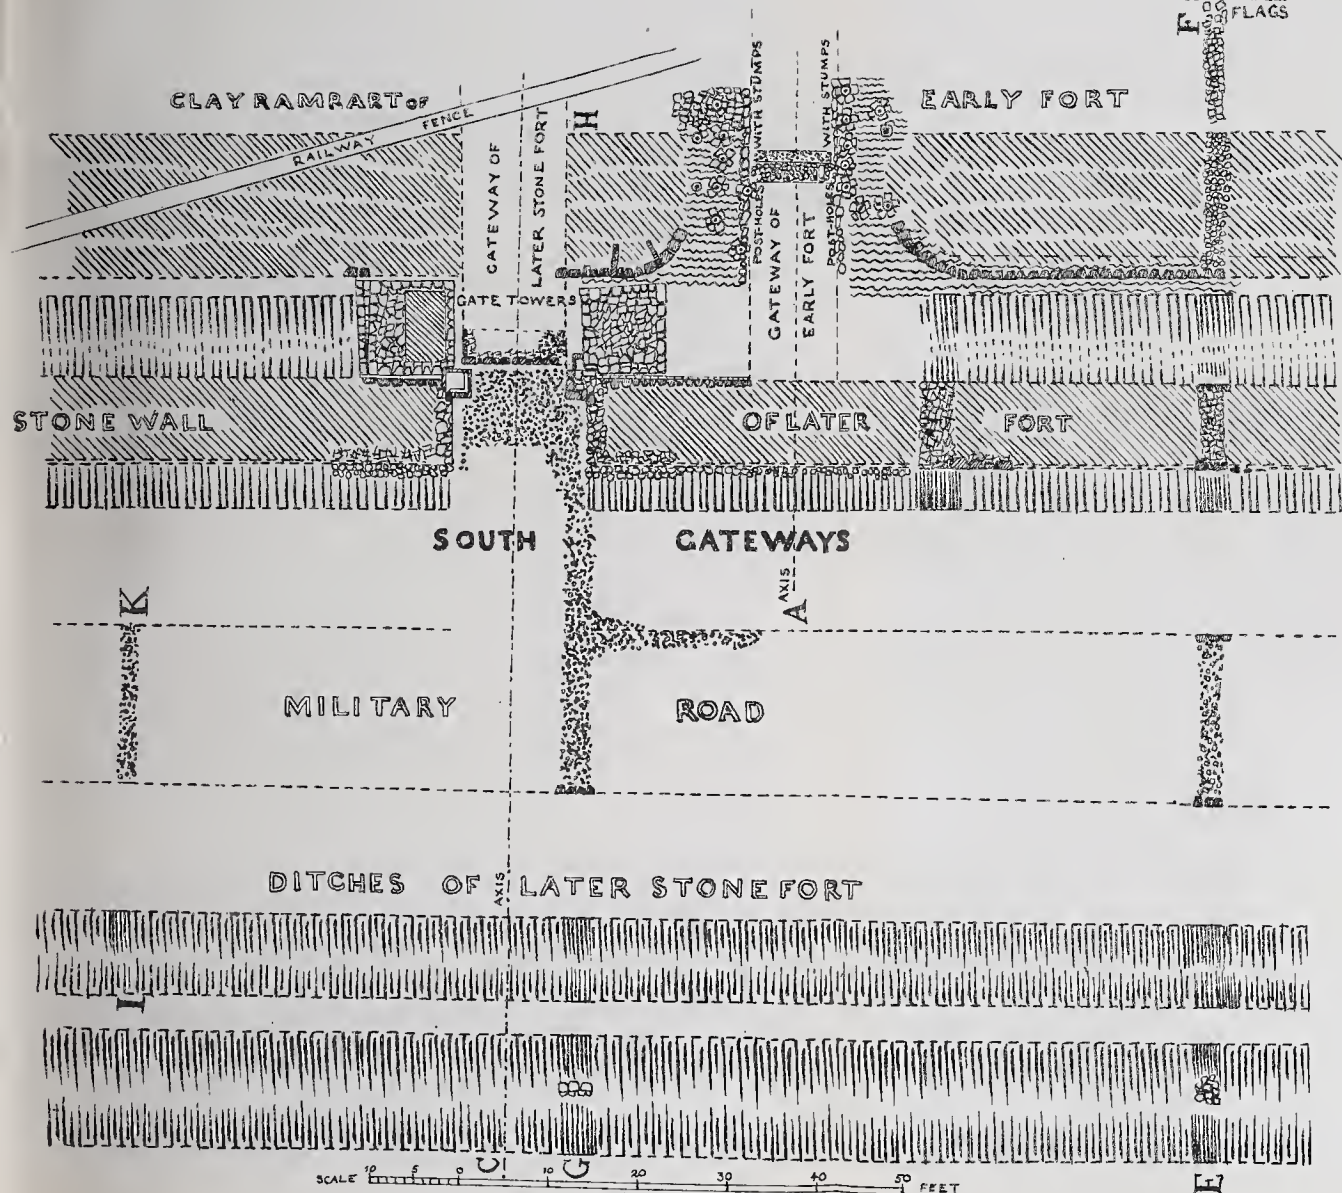 FLAGS
F
CLAY RAMPART OF
EARLY FORT
RAILWAY FENCE
H
GATEWAY OF
LATER STONE FORT
POST-HOLES WITH STUMPS
POST-HOLES WITH STUMPS
GATEWAY OF
EARLY FORT
GATE TOWERS
STONE WALL
OF LATER
FORT
SOUTH GATEWAYS
AXIS
A
K
MILITARY ROAD
DITCHES OF LATER STONE FORT
AXIS
C
G
SCALE 10 5 0 10 20 30 40 50 FEET